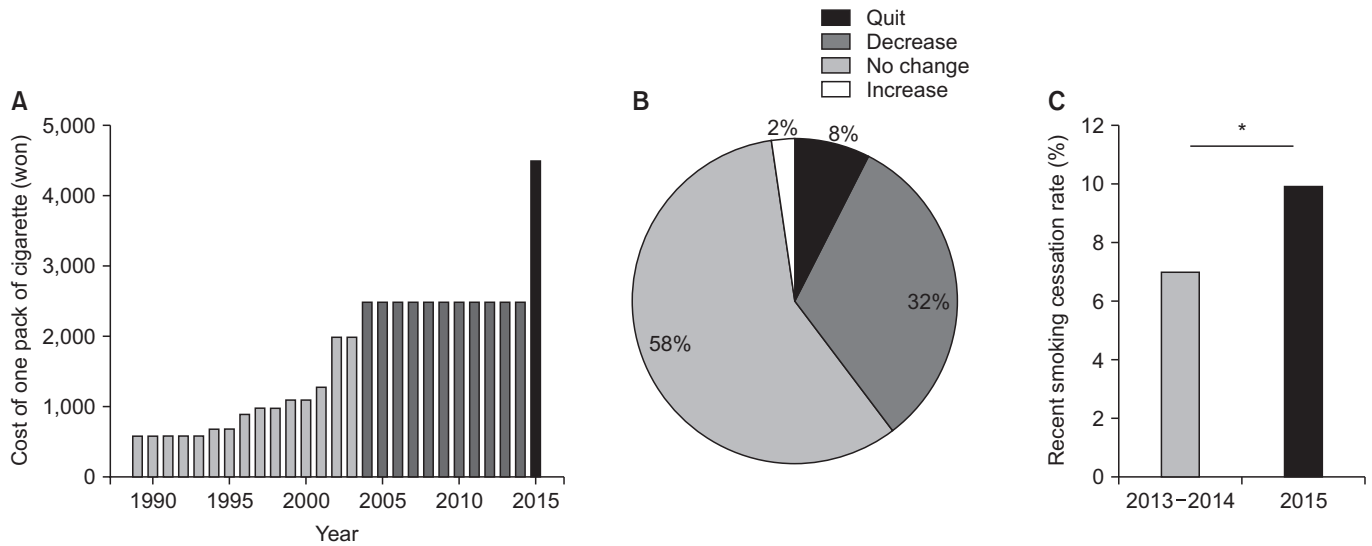 Quit
Decrease
No change
Increase
A
5,000
4,000
3,000
2,000
1,000
0
Cost of one pack of cigarette (won)
1990 1995 2000 2005 2010 2015
Year
B
2%
8%
32%
58%
C
12
10
8
6
4
2
0
Recent smoking cessation rate (%)
*
2013−2014 2015